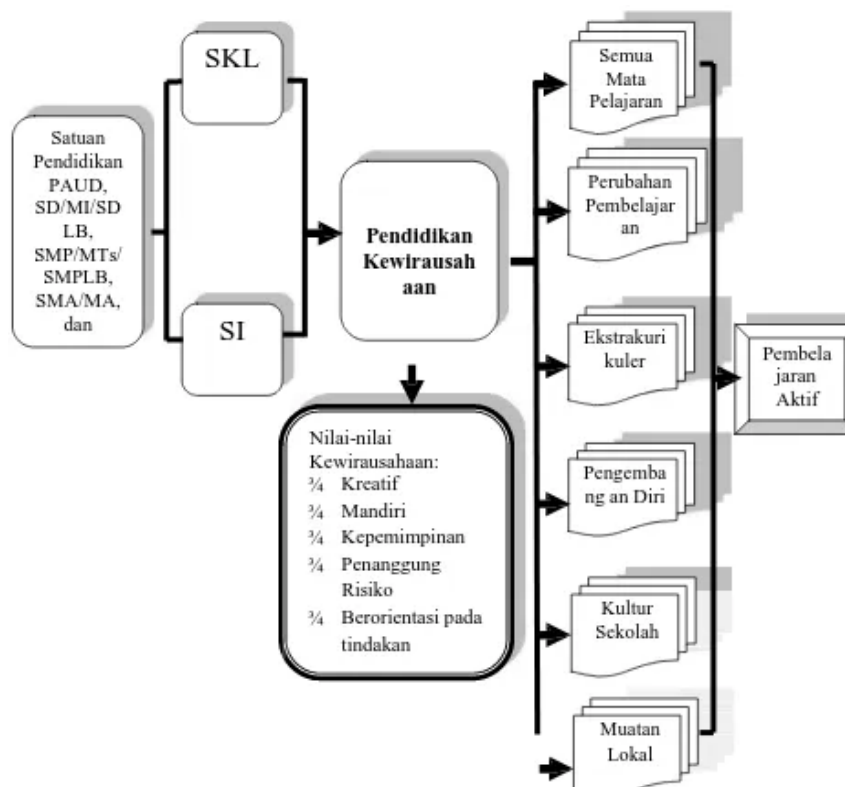 Satuan
Pendidikan
PAUD,
SD/MI/SD
LB,
SMP/MTs/
SMPLB,
SMA/MA,
dan
SKL
SI
Pendidikan
Kewirausah
aan
Nilai-nilai
Kewirausahaan:
¾ Kreatif
¾ Mandiri
¾ Kepemimpinan
¾ Penanggung
Risiko
¾ Berorientasi pada
tindakan
Semua
Mata
Pelajaran
Perubahan
Pembelajar
an
Ekstrakuri
kuler
Pengemba
ng an Diri
Kultur
Sekolah
Muatan
Lokal
Pembela
jaran
Aktif